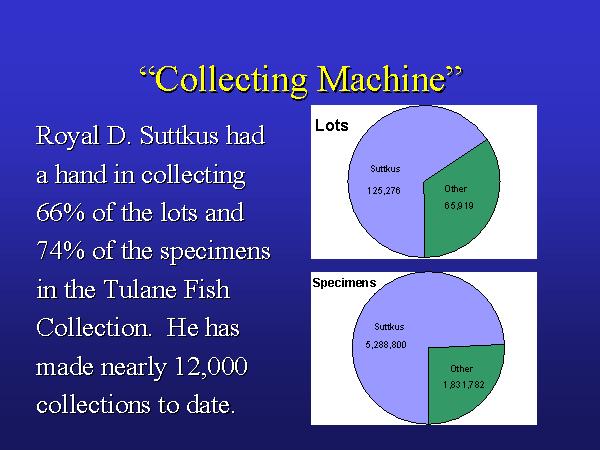 “Collecting Machine”
Royal D. Suttkus had
a hand in collecting
66% of the lots and
74% of the specimens
in the Tulane Fish
Collection.  He has
made nearly 12,000
collections to date.
Lots
Suttkus
125,276
Other
65,919
Specimens
Suttkus
5,288,800
Other
1,831,782